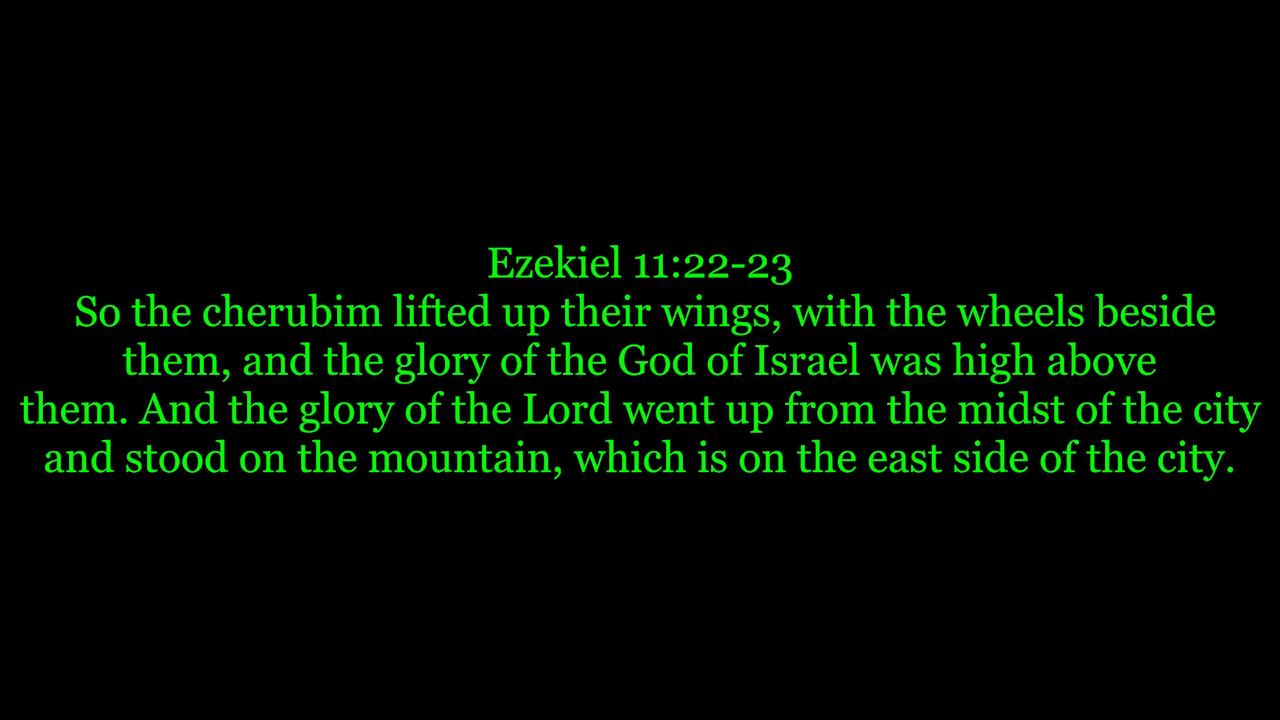 Ezekiel 11:22-23
So the cherubim lifted up their wings, with the wheels beside
them, and the glory of the God of Israel was high above
them. And the glory of the Lord went up from the midst of the city
and stood on the mountain, which is on the east side of the city.